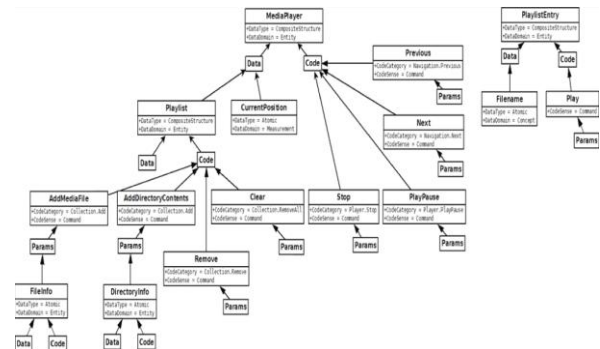 MediaPlayer
+DataType = CompositeStructure
+DataDomain = Entity
PlaylistEntry
+DataType = CompositeStructure
+DataDomain = Entity
Data
Code
Previous
+CodeCategory = Navigation.Previous
+CodeSense = Command
Params
Data
Code
Playlist
+DataType = CompositeStructure
+DataDomain = Entity
CurrentPosition
+DataType = Atomic
+DataDomain = Measurement
Next
+CodeCategory = Navigation.Next
+CodeSense = Command
Params
Filename
+DataType = Atomic
+DataDomain = Concept
Play
+CodeSense = Command
Params
Data
Code
AddMediaFile
+CodeCategory = Collection.Add
+CodeSense = Command
Params
AddDirectoryContents
+CodeCategory = Collection.Add
+CodeSense = Command
Params
Clear
+CodeCategory = Collection.RemoveAll
+CodeSense = Command
Params
Stop
+CodeCategory = Player.Stop
+CodeSense = Command
Params
PlayPause
+CodeCategory = Player.PlayPause
+CodeSense = Command
Params
Remove
+CodeCategory = Collection.Remove
+CodeSense = Command
Params
FileInfo
+DataType = Atomic
+DataDomain = Entity
Data
Code
DirectoryInfo
+DataType = Atomic
+DataDomain = Entity
Data
Code